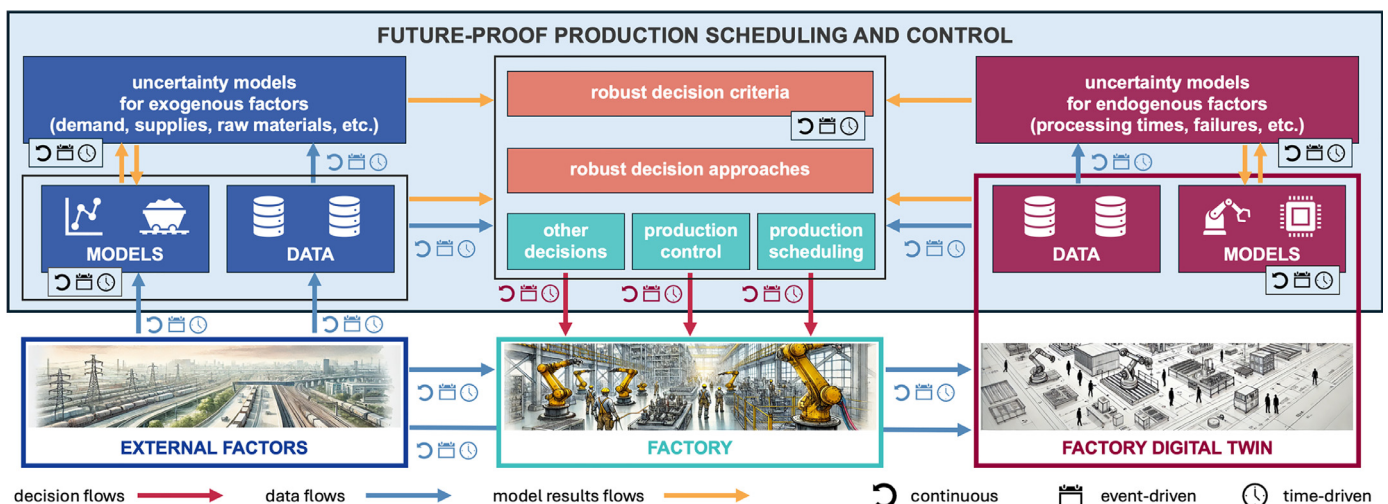 FUTURE-PROOF PRODUCTION SCHEDULING AND CONTROL
uncertainty models
for exogenous factors
(demand, supplies, raw materials, etc.)
MODELS
DATA
robust decision criteria
robust decision approaches
other
decisions
production
control
production
scheduling
uncertainty models
for endogenous factors
(processing times, failures, etc.)
DATA
MODELS
EXTERNAL FACTORS
FACTORY
FACTORY DIGITAL TWIN
decision flows
data flows
model results flows
continuous
event-driven
time-driven